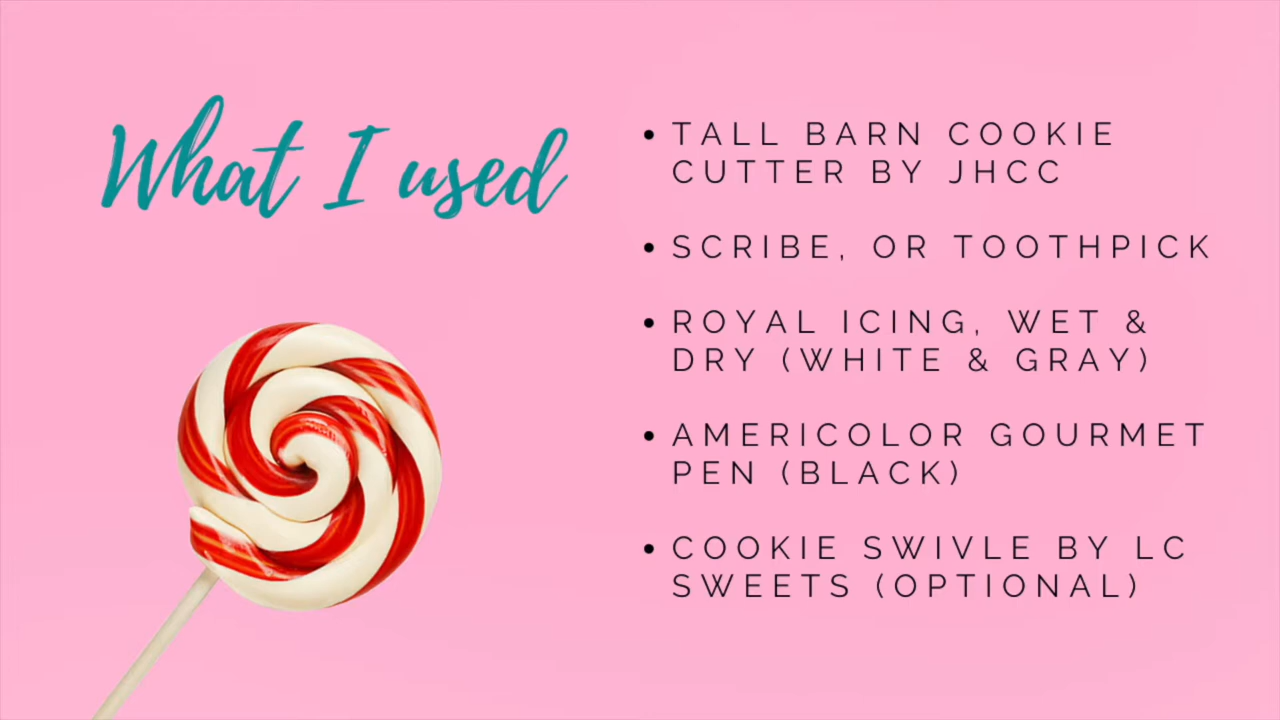 What I used
• TALL BARN COOKIE
CUTTER BY JHCC
• SCRIBE, OR TOOTHPICK
• ROYAL ICING, WET &
DRY (WHITE & GRAY)
• AMERICOLOR GOURMET
PEN (BLACK)
• COOKIE SWIVLE BY LC
SWEETS (OPTIONAL)